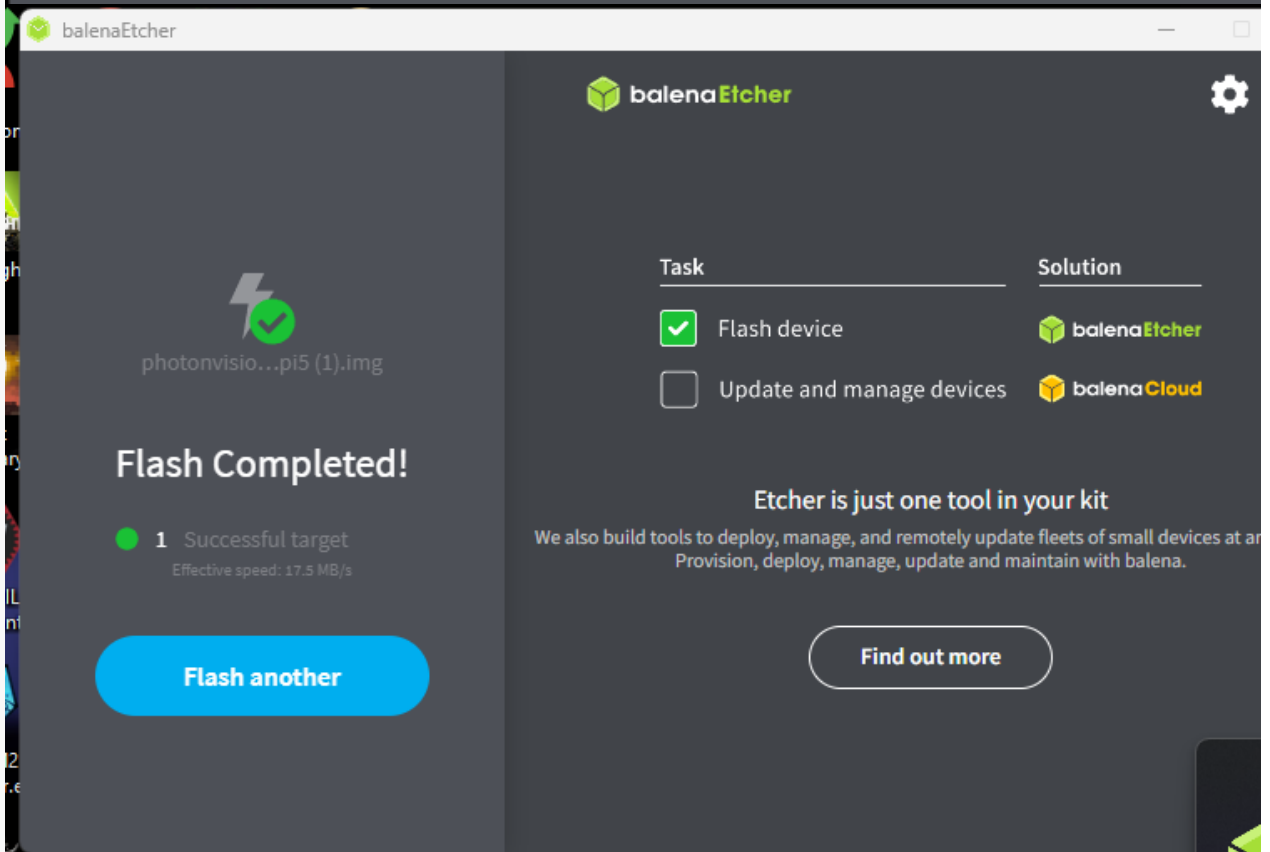 balenaEtcher
balenaEtcher
Task Solution
Flash device balenaEtcher
Update and manage devices balenaCloud
photonvisio...pi5 (1).img
Flash Completed!
1 Successful target
Effective speed: 17.5 MB/s
Flash another
Etcher is just one tool in your kit
We also build tools to deploy, manage, and remotely update fleets of small devices at
Provision, deploy, manage, update and maintain with balena.
Find out more